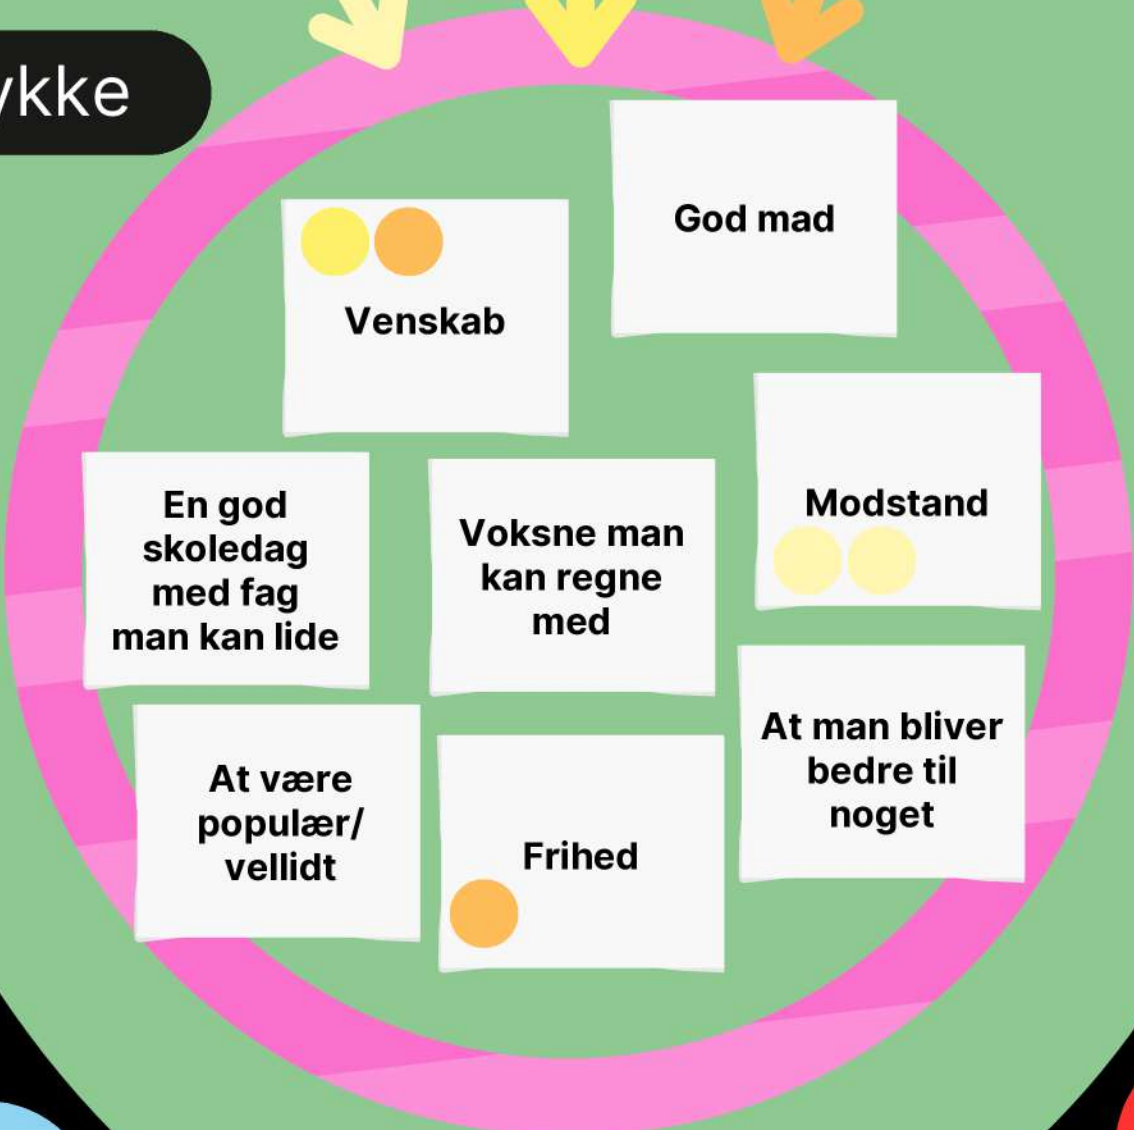 ykke
God mad
Venskab
Modstand
En god
skoledag
med fag
man kan lide
Voksne man
kan regne
med
At man bliver
bedre til
noget
At være
populær/
vellidt
Frihed